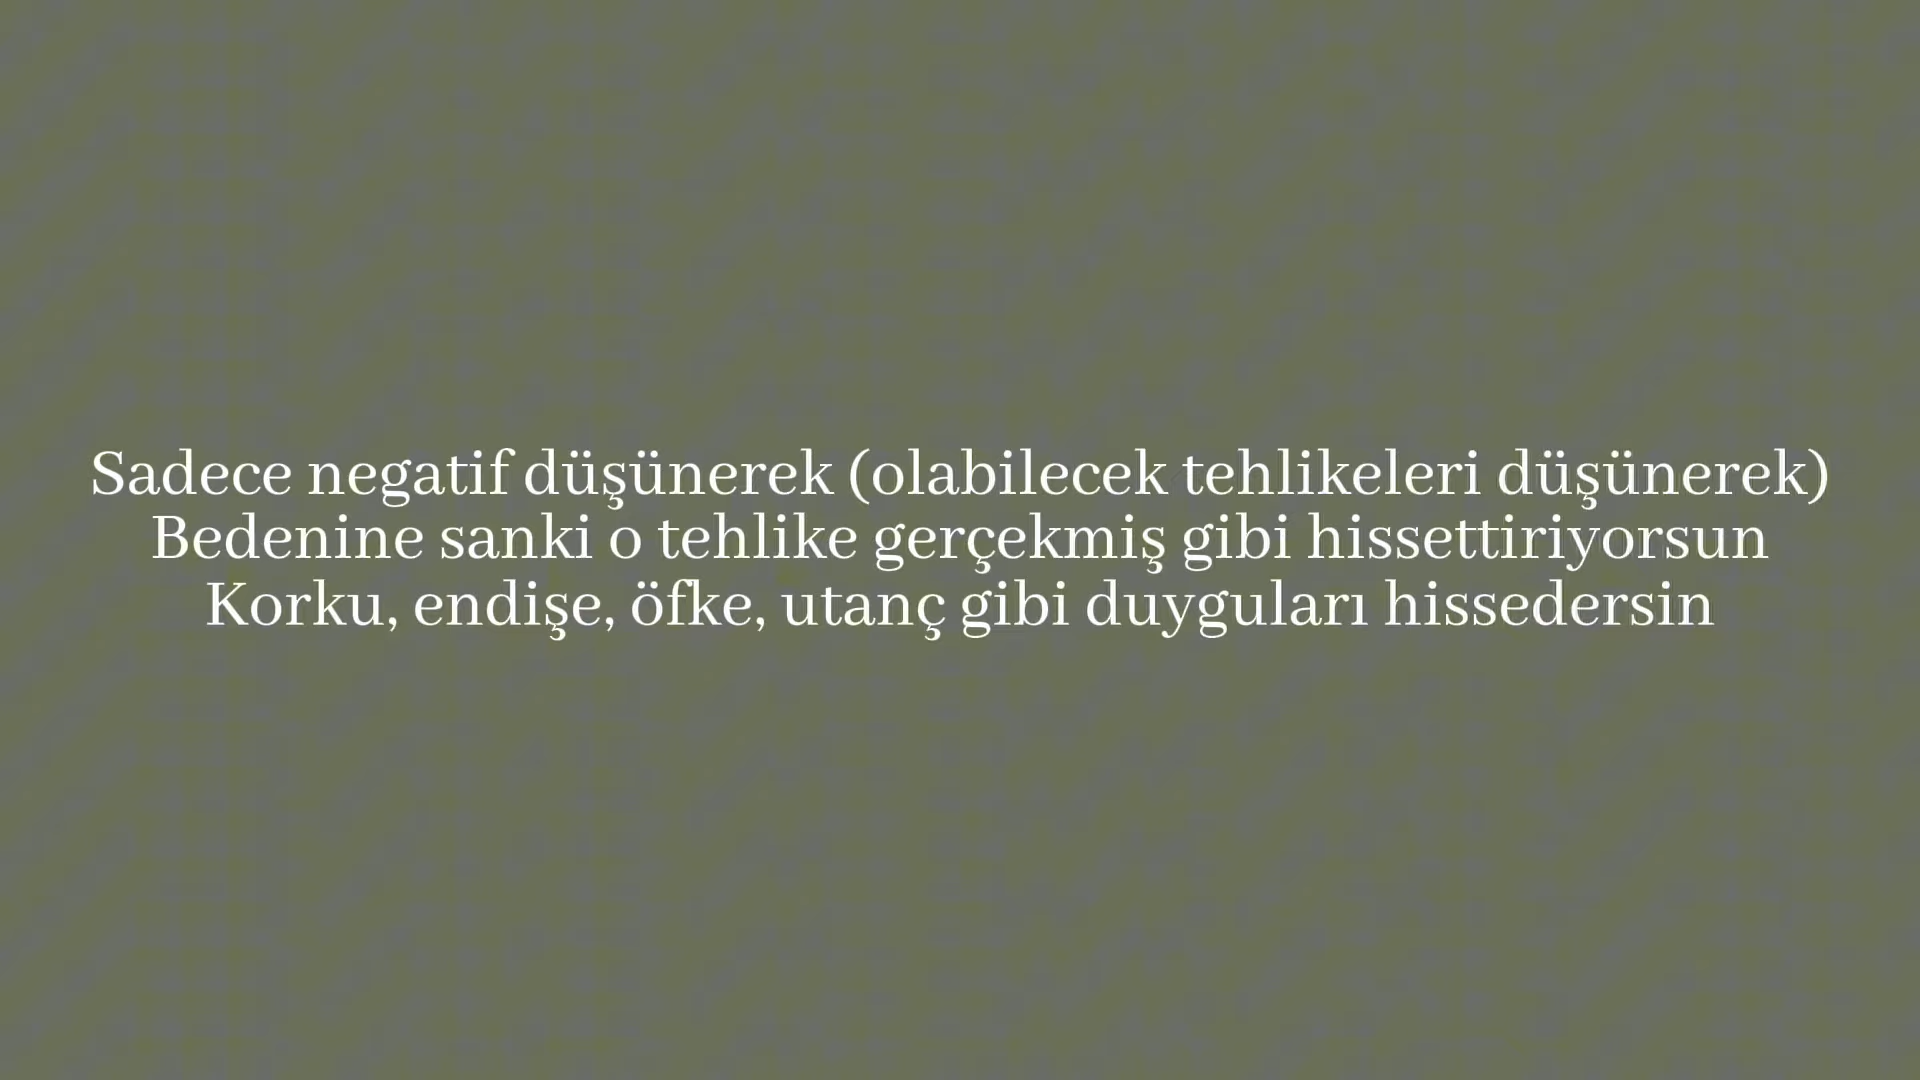 Sadece negatif düşünerek (olabilecek tehlikeleri düşünerek)
Bedenine sanki o tehlike gerçekmiş gibi hissettiriyorsun
Korku, endişe, öfke, utanç gibi duyguları hissedersin